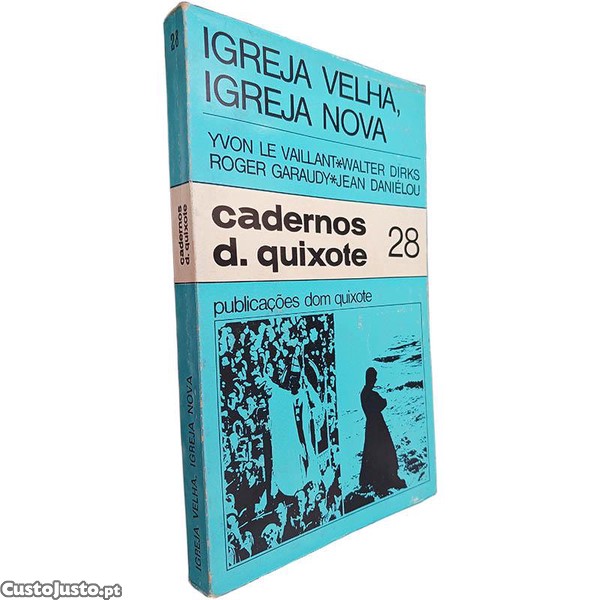 IGREJA VELHA,
IGREJA NOVA
YVON LE VAILLANT*WALTER DIRKS
ROGER GARAUDY*JEAN DANIÉLOU
cadernos
d. quixote
28
publicações dom quixote
28
cadernos
d. quixote
IGREJA VELHA, IGREJA NOVA
CustoJusto.pt